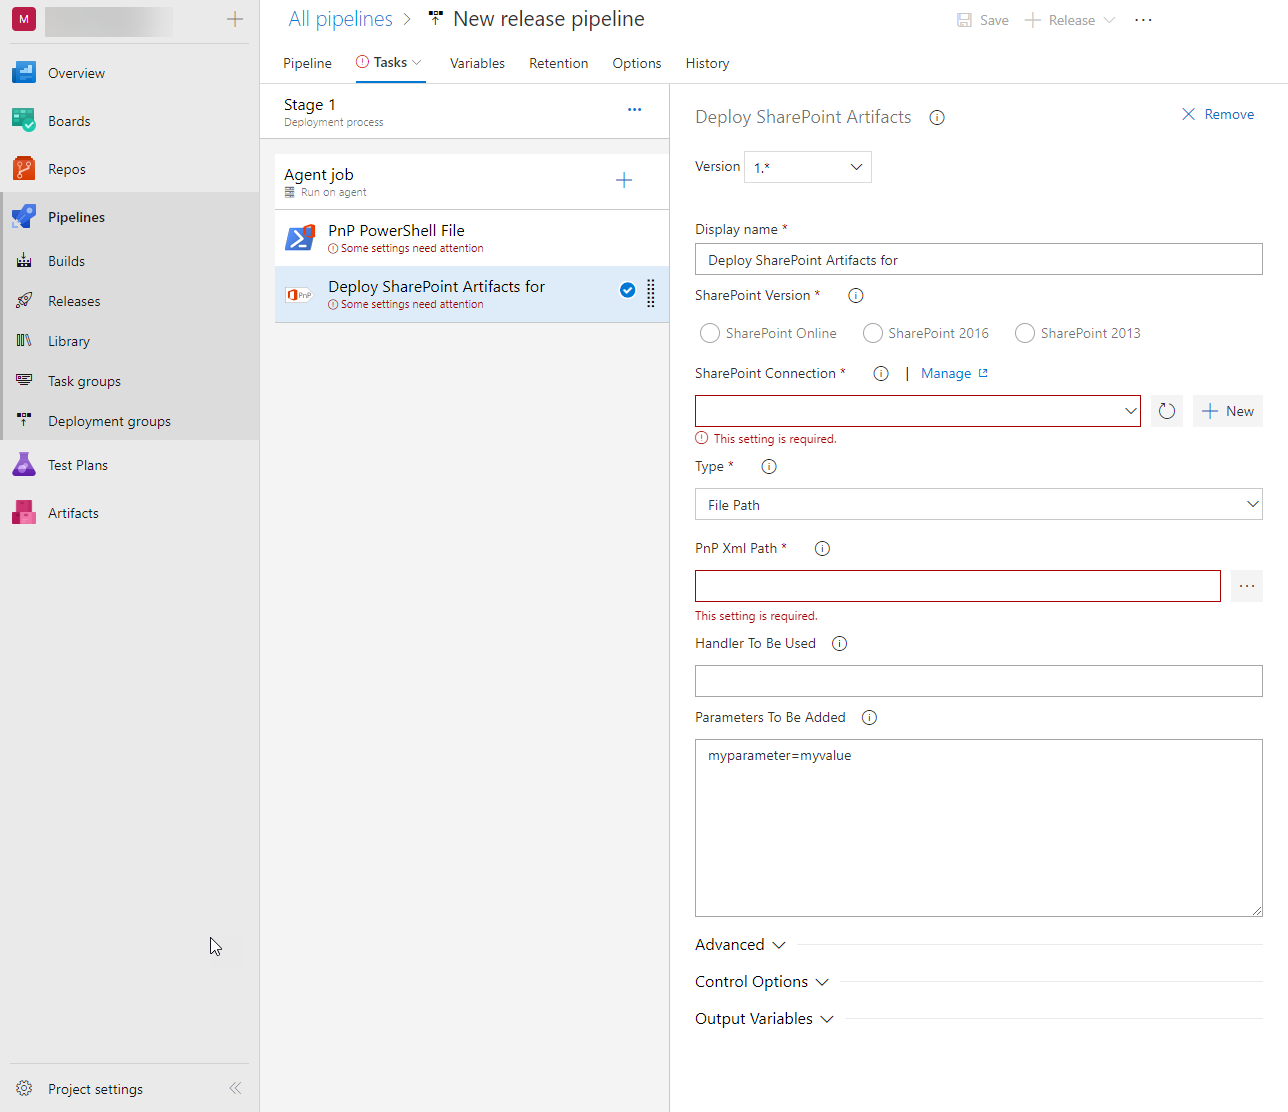 M
Overview
Boards
Repos
Pipelines
Builds
Releases
Library
Task groups
Deployment groups
Test Plans
Artifacts
Project settings
All pipelines > New release pipeline
Save
Release
Pipeline
Tasks
Variables
Retention
Options
History
Stage 1
Deployment process
Agent job
Run on agent
PnP PowerShell File
Some settings need attention
PnP
Deploy SharePoint Artifacts for
Some settings need attention
Deploy SharePoint Artifacts
Remove
Version 1.*
Display name *
Deploy SharePoint Artifacts for
SharePoint Version *
SharePoint Online SharePoint 2016 SharePoint 2013
SharePoint Connection * | Manage
New
This setting is required.
Type *
File Path
PnP Xml Path *
...
This setting is required.
Handler To Be Used
Parameters To Be Added
myparameter=myvalue
Advanced
Control Options
Output Variables